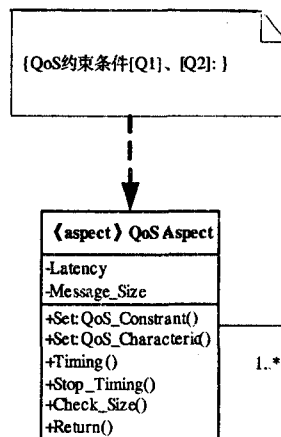 {QoS约束条件[Q1]、[Q2]: }
《aspect》QoS Aspect
-Latency
-Message_Size
+Set:QoS_Constrant()
+Set:QoS_Characteric()
+Timing()
+Stop_Timing()
+Check_Size()
+Return()
1..*